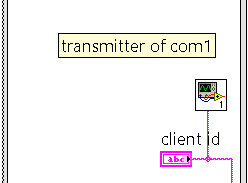 transmitter of com1
1
client id
abc